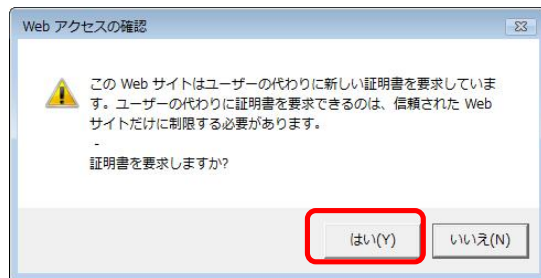 Web アクセスの確認
この Web サイトはユーザーの代わりに新しい証明書を要求していま
す。ユーザーの代わりに証明書を要求できるのは、信頼された Web
サイトだけに制限する必要があります。
-
証明書を要求しますか?
はい(Y) いいえ(N)